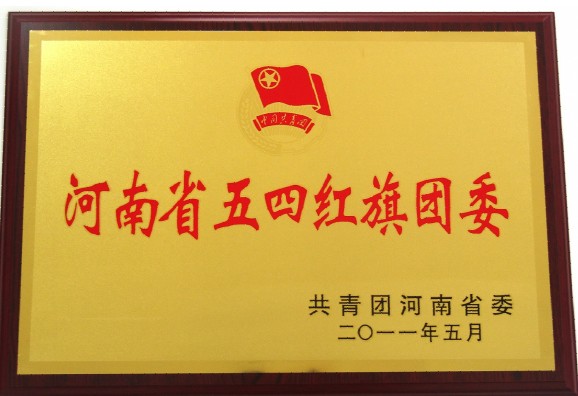 中国共青团
河南省五四红旗团委
共青团河南省委
二〇一一年五月